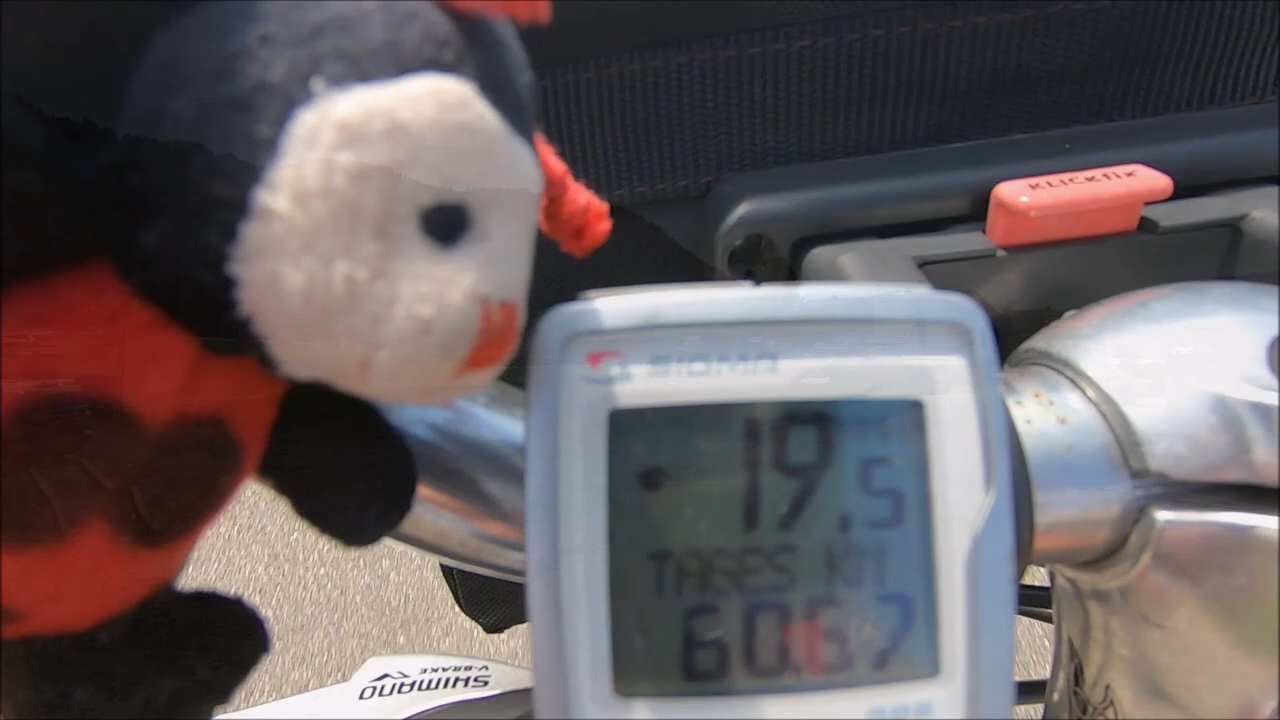 KLICKfix
SIGMA
19.5
TAGES KM
60.67
SHIMANO
V-BRAKE